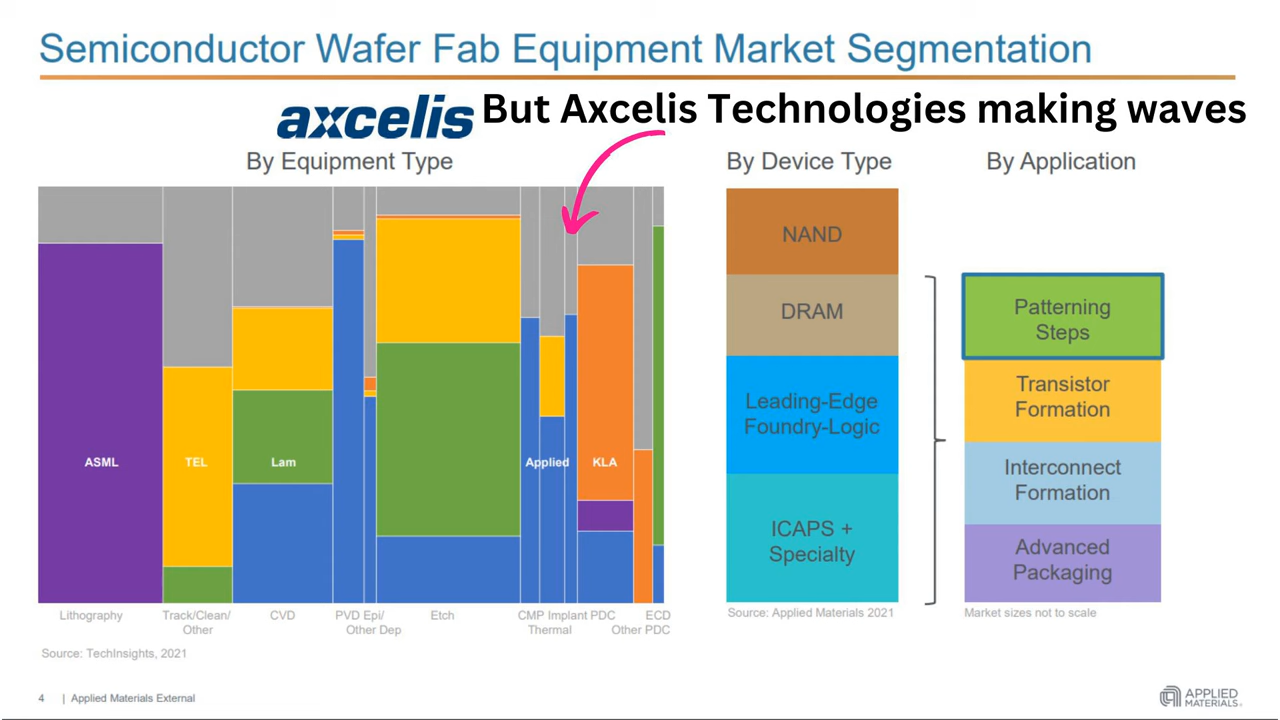 Semiconductor Wafer Fab Equipment Market Segmentation
axcelis
But Axcelis Technologies making waves
By Equipment Type
By Device Type
By Application
ASML
TEL
Lam
Applied
KLA
Lithography
Track/Clean/
Other
CVD
PVD Epi/
Other Dep
Etch
CMP Implant PDC
Thermal
ECD
Other PDC
Source: TechInsights, 2021
NAND
DRAM
Leading-Edge
Foundry-Logic
ICAPS +
Specialty
Source: Applied Materials 2021
Patterning
Steps
Transistor
Formation
Interconnect
Formation
Advanced
Packaging
Market sizes not to scale
4 | Applied Materials External
APPLIED
MATERIALS